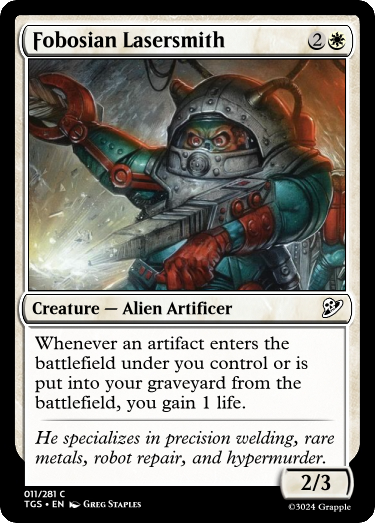 Fobosian Lasersmith 2
Creature — Alien Artificer
Whenever an artifact enters the
battlefield under you control or is
put into your graveyard from the
battlefield, you gain 1 life.
He specializes in precision welding, rare
metals, robot repair, and hypermurder.
2/3
011/281 C
TGS • EN Greg Staples
©3024 Grapple